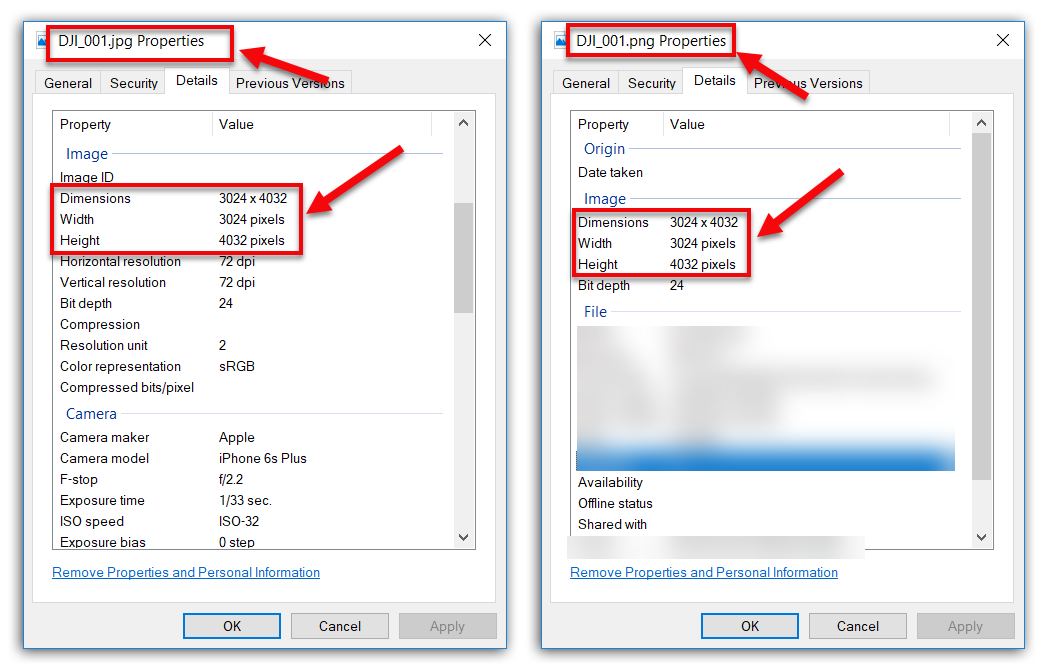 DJI_001.jpg Properties
General Security Details Previous Versions
Property Value
Image
Image ID
Dimensions 3024 x 4032
Width 3024 pixels
Height 4032 pixels
Horizontal resolution 72 dpi
Vertical resolution 72 dpi
Bit depth 24
Compression
Resolution unit 2
Color representation sRGB
Compressed bits/pixel
Camera
Camera maker Apple
Camera model iPhone 6s Plus
F-stop f/2.2
Exposure time 1/33 sec.
ISO speed ISO-32
Exposure bias 0 step
Remove Properties and Personal Information
OK Cancel Apply
DJI_001.png Properties
General Security Details Previous Versions
Property Value
Origin
Date taken
Image
Dimensions 3024 x 4032
Width 3024 pixels
Height 4032 pixels
Bit depth 24
File
Availability
Offline status
Shared with
Remove Properties and Personal Information
OK Cancel Apply